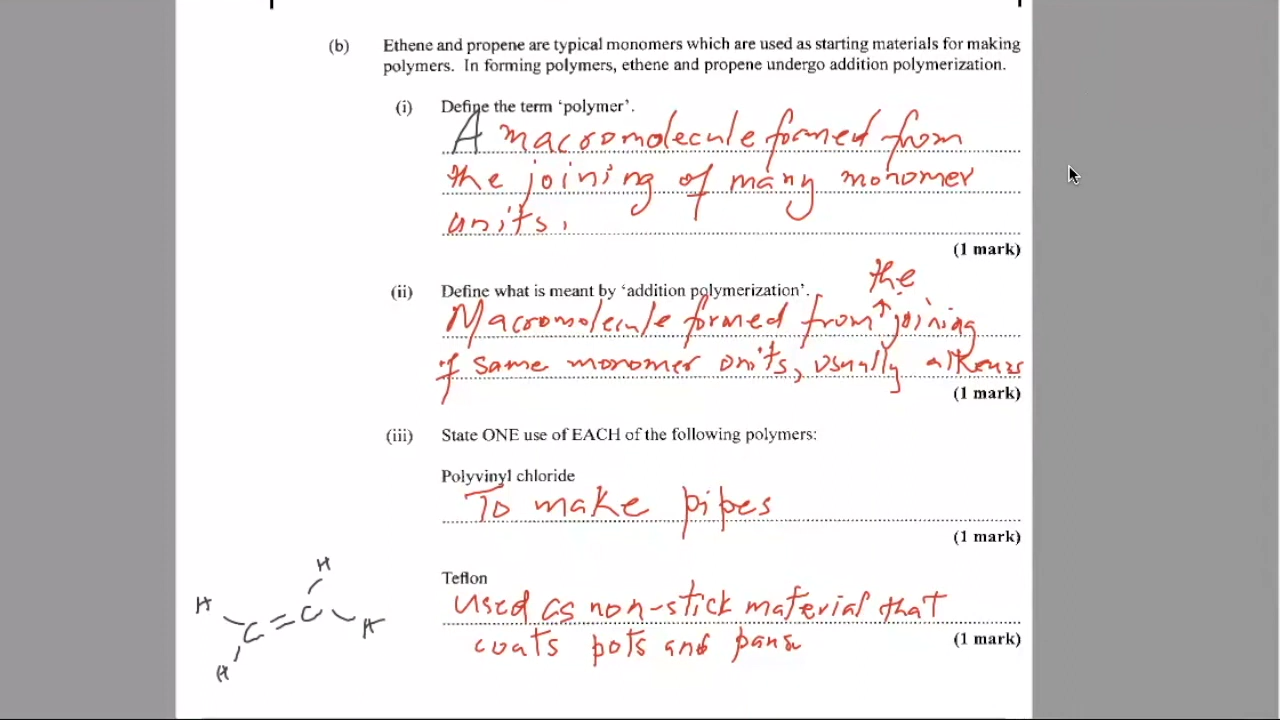 (b) Ethene and propene are typical monomers which are used as starting materials for making
polymers. In forming polymers, ethene and propene undergo addition polymerization.
(i) Define the term ‘polymer’.
A macromolecule formed from
the joining of many monomer
units.
(1 mark)
the
(ii) Define what is meant by ‘addition polymerization’.
Macromolecule formed from ↑ joining
of same monomer units, usually alkenes
(1 mark)
(iii) State ONE use of EACH of the following polymers:
Polyvinyl chloride
To make pipes
(1 mark)
Teflon
Used as non-stick material that
coats pots and pans
(1 mark)
H
H
C = C
H
H